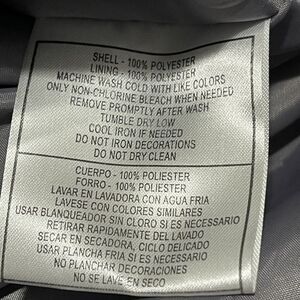 SHELL - 100% POLYESTER
LINING - 100% POLYESTER
MACHINE WASH COLD WITH LIKE COLORS
ONLY NON-CHLORINE BLEACH WHEN NEEDED
REMOVE PROMPTLY AFTER WASH
TUMBLE DRY LOW
COOL IRON IF NEEDED
DO NOT IRON DECORATIONS
DO NOT DRY CLEAN
CUERPO - 100% POLIESTER
FORRO - 100% POLIESTER
LAVAR EN LAVADORA CON AGUA FRIA
LAVESE CON COLORES SIMILARES
USAR BLANQUEADOR SIN CLORO SI ES NECESARIO
RETIRAR RAPIDAMENTE DEL LAVADO
SECAR EN SECADORA, CICLO DELICADO
USAR PLANCHA FRIA SI ES NECESARIO
NO PLANCHAR DECORACIONES
NO SE LAVE EN SECO